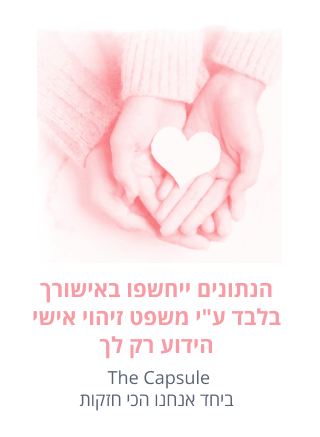 הנתונים ייחשפו באישורך
בלבד ע"י משפט זיהוי אישי
הידוע רק לך
The Capsule
ביחד אנחנו הכי חזקות